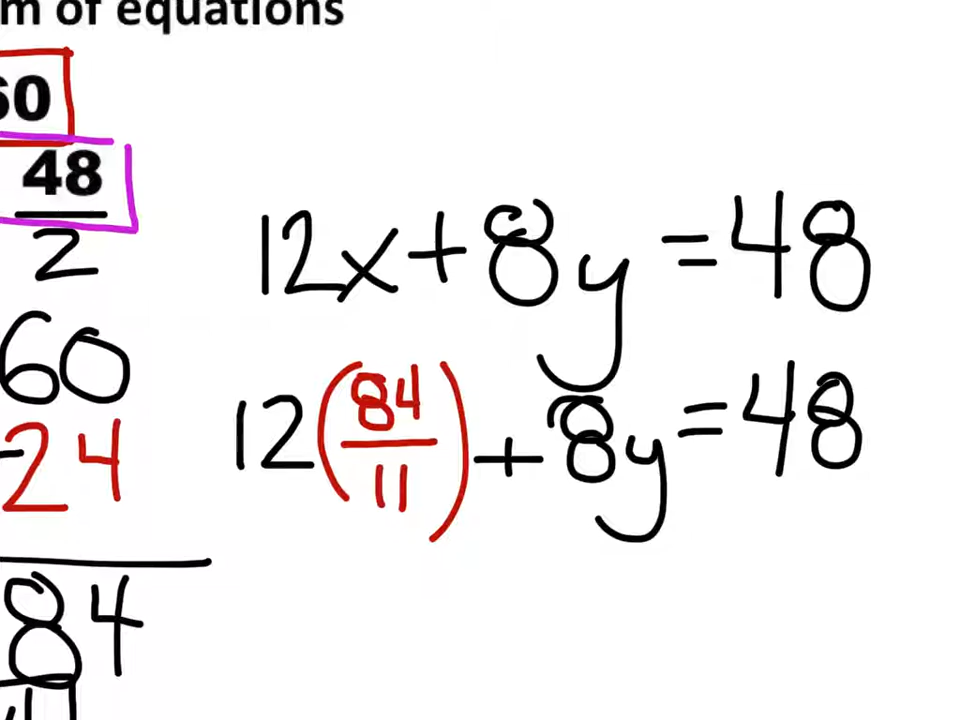 m of equations
60
48
2
12x+8y=48
60
12(84/11)+8y=48
-24
84